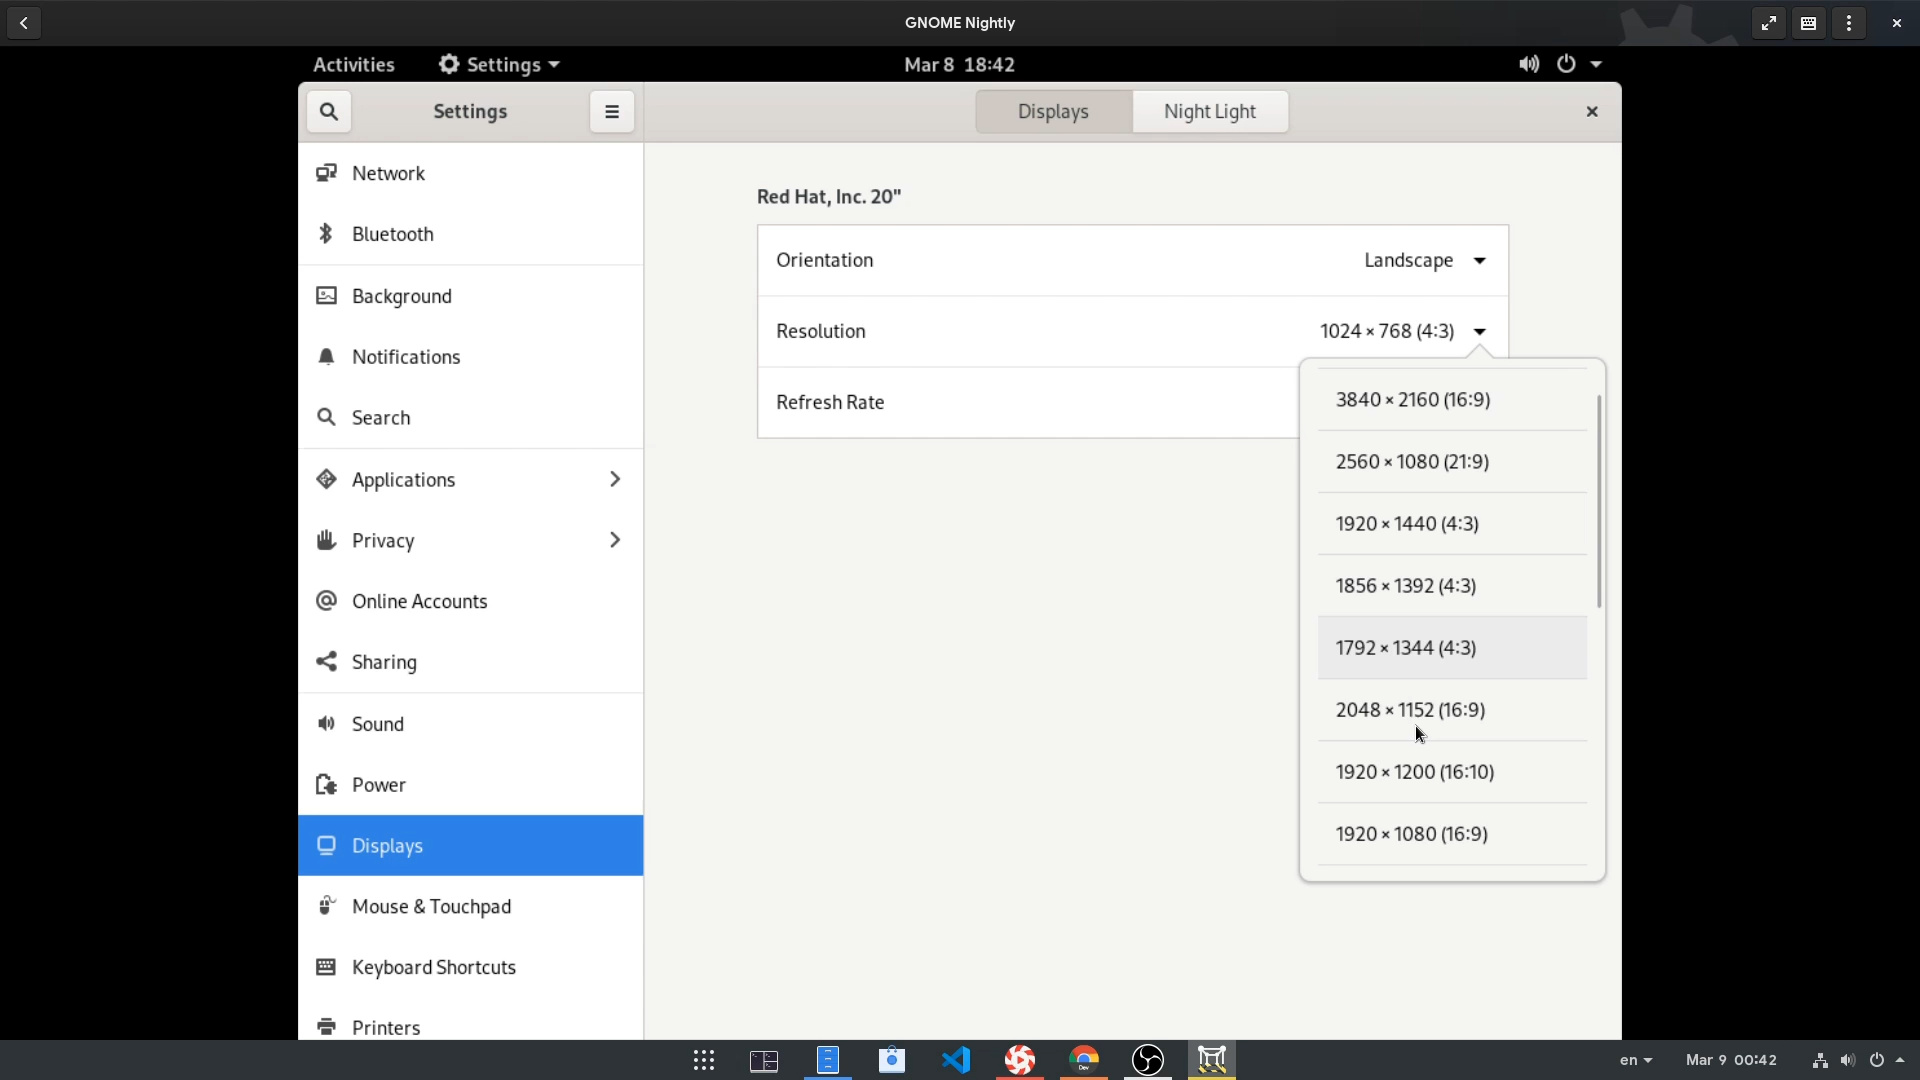 GNOME Nightly
Activities
Settings
Mar 8 18:42
Settings
Displays
Night Light
Network
Bluetooth
Background
Notifications
Search
Applications
Privacy
Online Accounts
Sharing
Sound
Power
Displays
Mouse & Touchpad
Keyboard Shortcuts
Printers
Red Hat, Inc. 20"
Orientation
Landscape
Resolution
1024 × 768 (4:3)
Refresh Rate
3840 × 2160 (16:9)
2560 × 1080 (21:9)
1920 × 1440 (4:3)
1856 × 1392 (4:3)
1792 × 1344 (4:3)
2048 × 1152 (16:9)
1920 × 1200 (16:10)
1920 × 1080 (16:9)
Dev
en
Mar 9 00:42